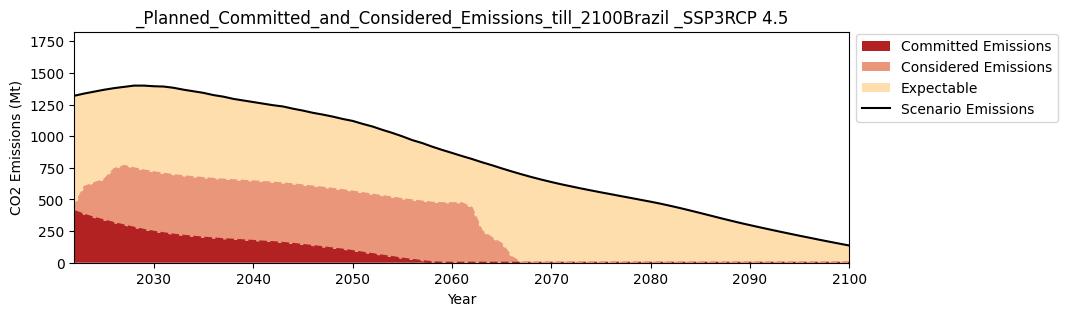 _Planned_Committed_and_Considered_Emissions_till_2100Brazil _SSP3RCP 4.5
CO2 Emissions (Mt)
1750
1500
1250
1000
750
500
250
0
2030 2040 2050 2060 2070 2080 2090 2100
Year
Committed Emissions
Considered Emissions
Expectable
Scenario Emissions